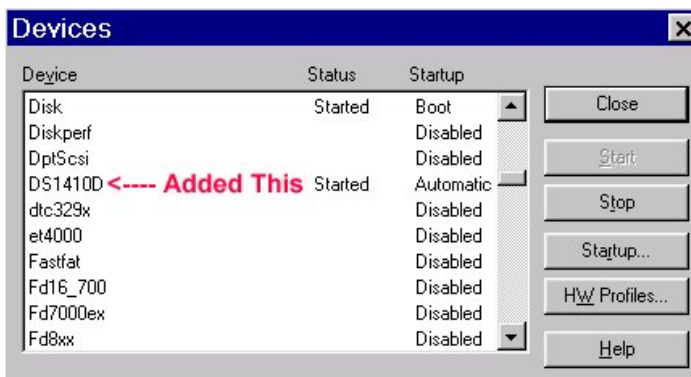 Devices
Device Status Startup
Disk Started Boot
Diskperf Disabled
DptScsi Disabled
DS1410D <---- Added This Started Automatic
dtc329x Disabled
et4000 Disabled
Fastfat Disabled
Fd16_700 Disabled
Fd7000ex Disabled
Fd8xx Disabled
Close
Start
Stop
Startup...
HW Profiles...
Help